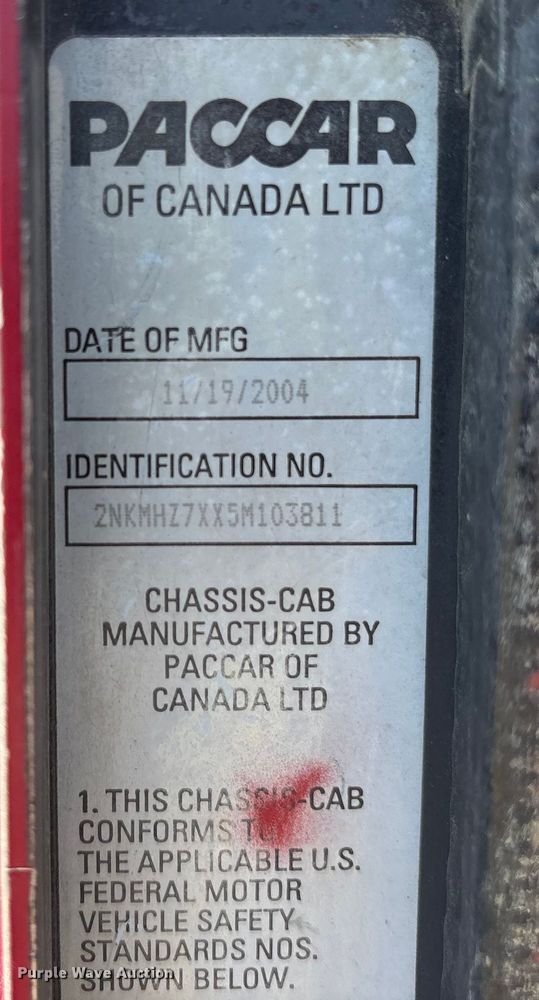 PACCAR
OF CANADA LTD
DATE OF MFG
11/19/2004
IDENTIFICATION NO.
2NKMHZ7XX5M103811
CHASSIS-CAB
MANUFACTURED BY
PACCAR OF
CANADA LTD
1. THIS CHASSIS-CAB
CONFORMS TO
THE APPLICABLE U.S.
FEDERAL MOTOR
VEHICLE SAFETY
STANDARDS NOS.
SHOWN BELOW.
Purple Wave Auction